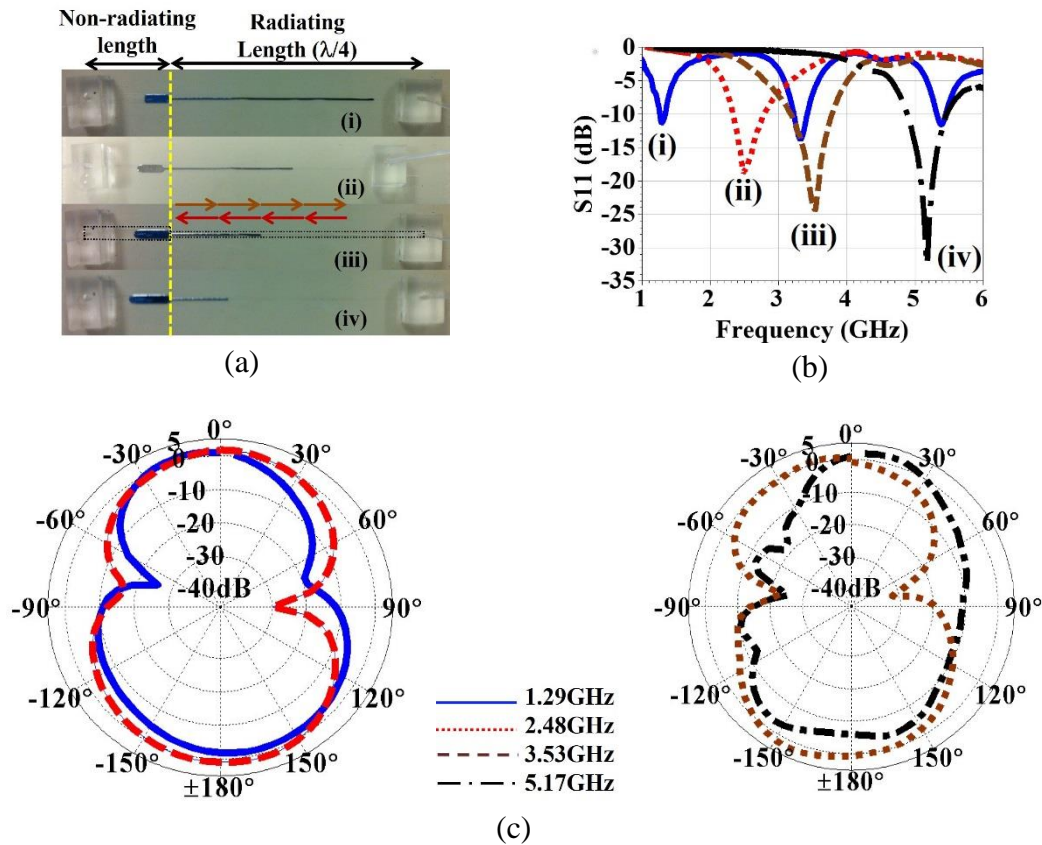 Non-radiating length
Radiating Length (λ/4)
(i)
(ii)
(iii)
(iv)
(a)
S11 (dB)
0
-5
-10
-15
-20
-25
-30
-35
(i)
(ii)
(iii)
(iv)
1 2 3 4 5 6
Frequency (GHz)
(b)
0°
30°
60°
90°
120°
150°
±180°
-150°
-120°
-90°
-60°
-30°
5
0
-10
-20
-30
-40dB
1.29GHz
2.48GHz
3.53GHz
5.17GHz
0°
30°
60°
90°
120°
150°
±180°
-150°
-120°
-90°
-60°
-30°
5
0
-10
-20
-30
-40dB
(c)